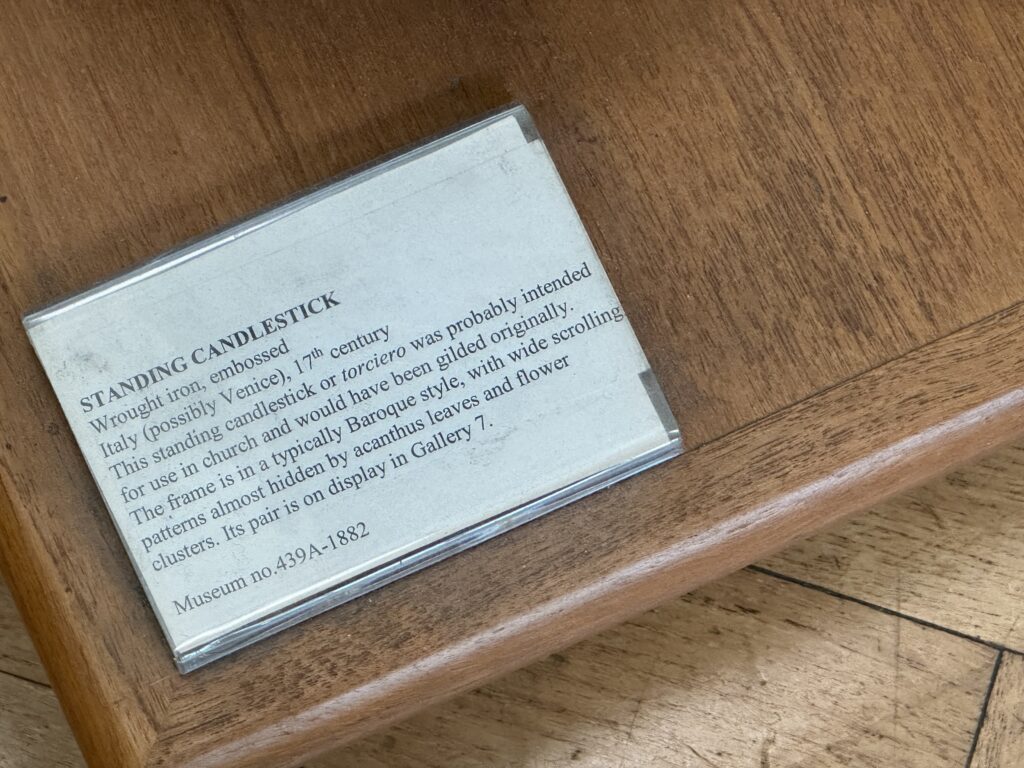 STANDING CANDLESTICK
Wrought iron, embossed
Italy (possibly Venice), 17th century
This standing candlestick or torciero was probably intended
for use in church and would have been gilded originally.
The frame is in a typically Baroque style, with wide scrolling
patterns almost hidden by acanthus leaves and flower
clusters. Its pair is on display in Gallery 7.
Museum no.439A-1882